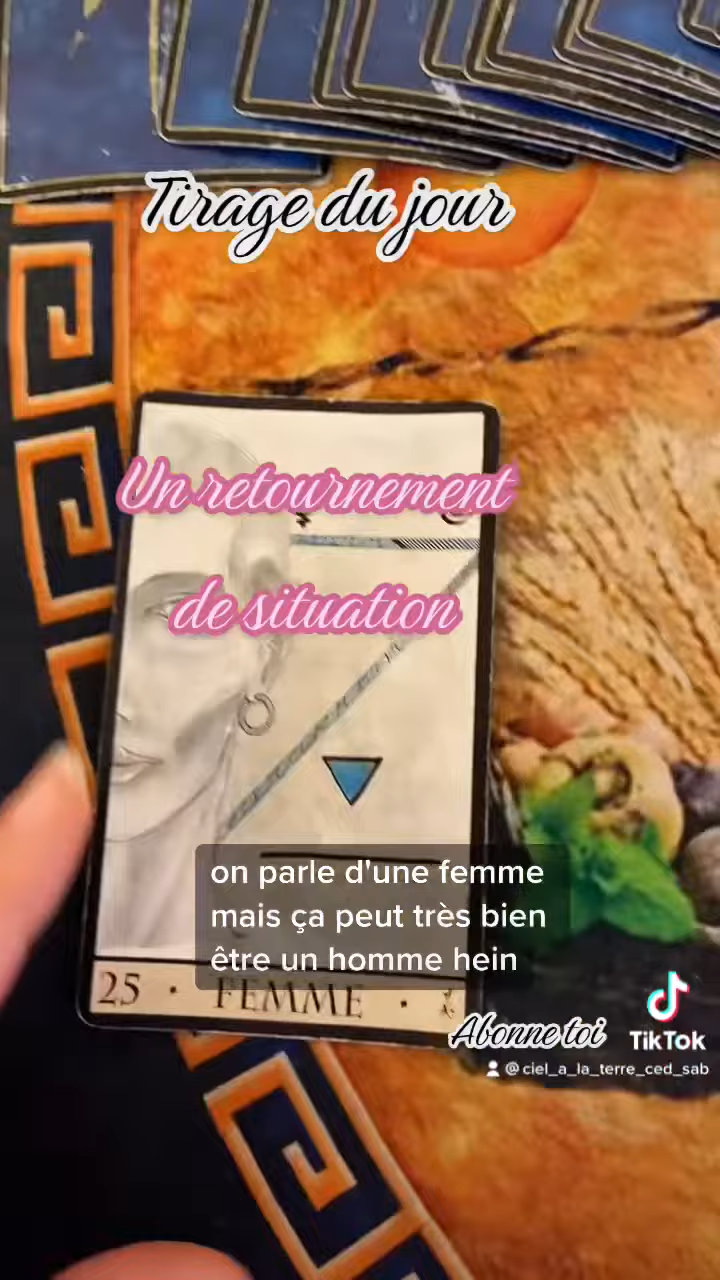 Tirage du jour
Un retournement
de situation
on parle d'une femme
mais ça peut très bien
être un homme hein
25 · FEMME ·
Abonne toi
TikTok
@ciel_a_la_terre_ced_sab